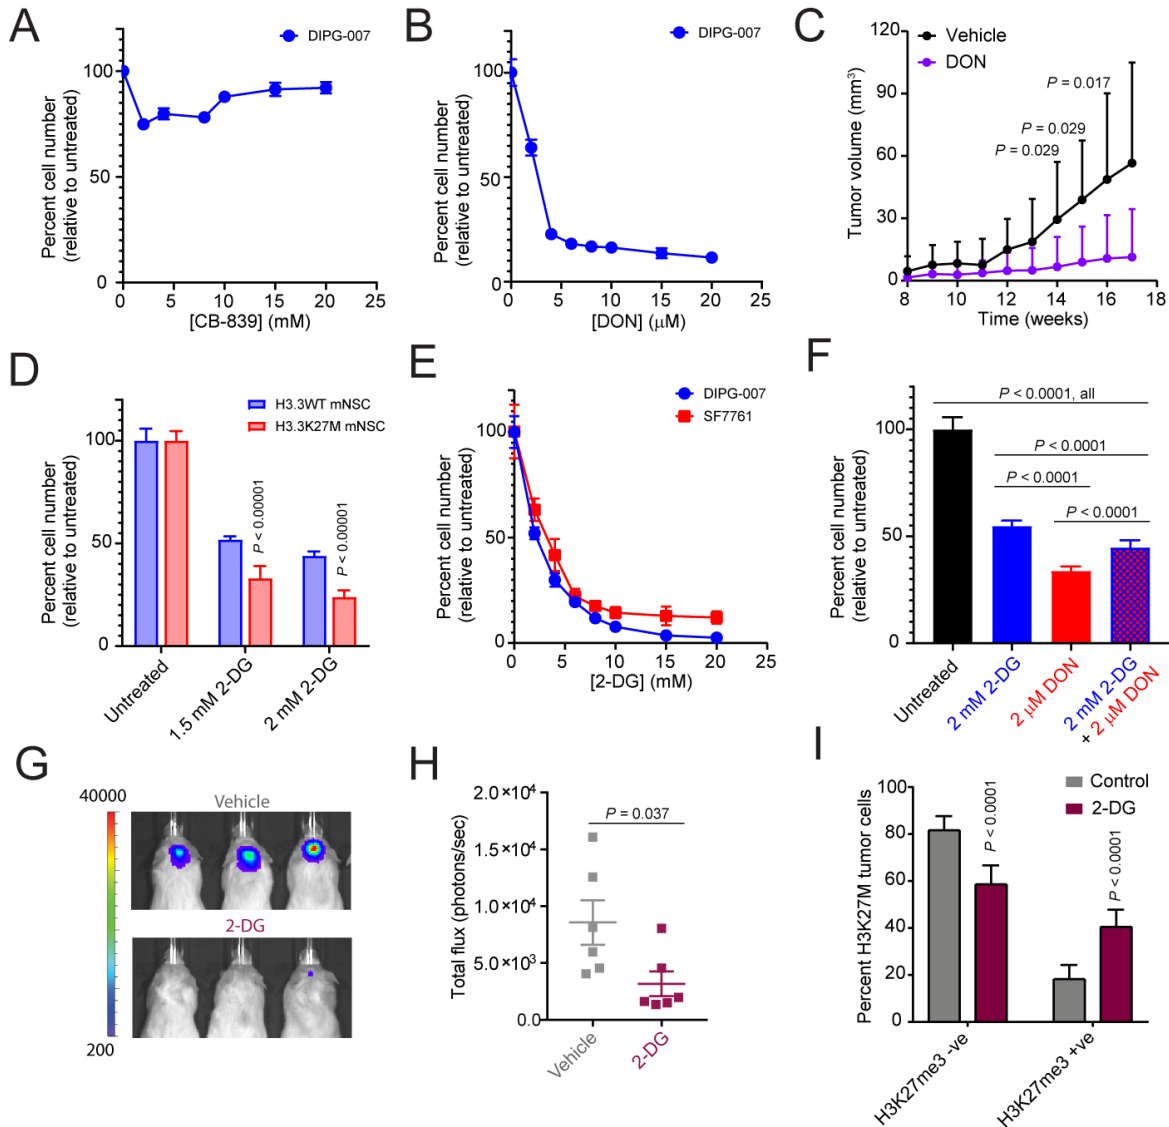 A
Percent cell number
(relative to untreated)
100
50
0
0
5
10
15
20
25
[CB-839] (mM)
DIPG-007
B
Percent cell number
(relative to untreated)
100
50
0
0
5
10
15
20
25
[DON] (μM)
DIPG-007
C
Tumor volume (mm³)
120
90
60
30
0
8
10
12
14
16
18
Time (weeks)
Vehicle
DON
P = 0.017
P = 0.029
P = 0.029
D
Percent cell number
(relative to untreated)
100
50
0
H3.3WT mNSC
H3.3K27M mNSC
P < 0.00001
P < 0.00001
Untreated
1.5 mM 2-DG
2 mM 2-DG
E
Percent cell number
(relative to untreated)
100
50
0
0
5
10
15
20
25
[2-DG] (mM)
DIPG-007
SF7761
F
Percent cell number
(relative to untreated)
100
50
0
P < 0.0001, all
P < 0.0001
P < 0.0001
P < 0.0001
Untreated
2 mM 2-DG
2 μM DON
2 mM 2-DG
+ 2 μM DON
G
40000
200
Vehicle
2-DG
H
Total flux (photons/sec)
2.0×10⁴
1.5×10⁴
1.0×10⁴
5.0×10³
0.0
P = 0.037
Vehicle
2-DG
I
Percent H3K27M tumor cells
100
80
60
40
20
0
Control
2-DG
P < 0.0001
P < 0.0001
H3K27me3 -ve
H3K27me3 +ve